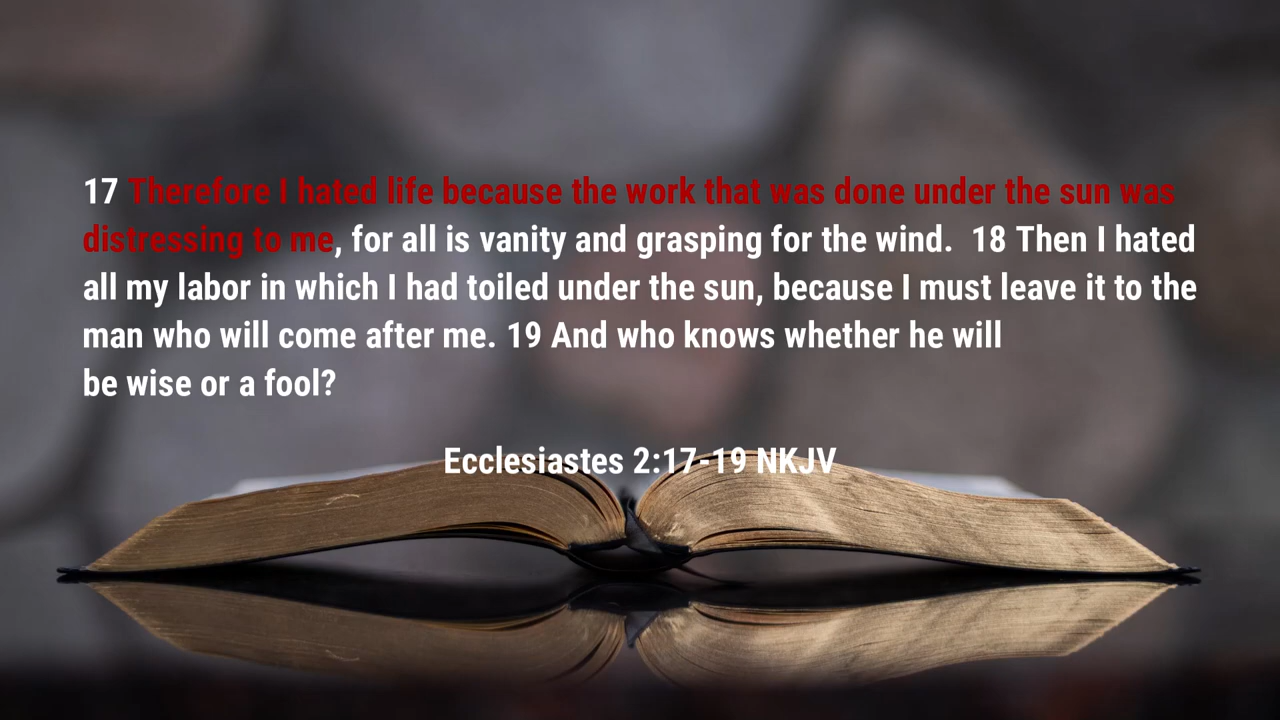 17 Therefore I hated life because the work that was done under the sun was
distressing to me, for all is vanity and grasping for the wind.  18 Then I hated
all my labor in which I had toiled under the sun, because I must leave it to the
man who will come after me. 19 And who knows whether he will
be wise or a fool?
Ecclesiastes 2:17-19 NKJV